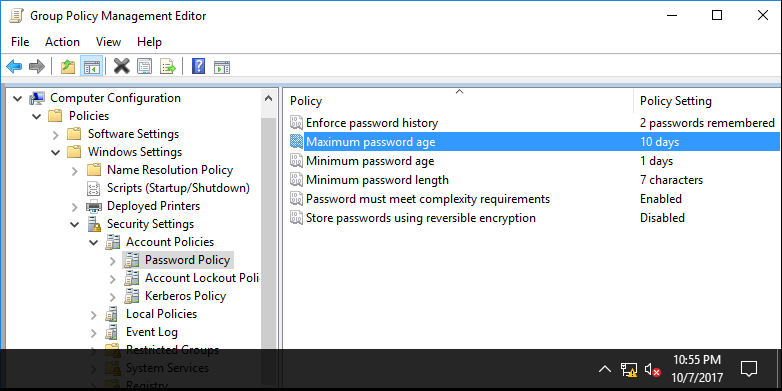 Group Policy Management Editor
File Action View Help
Computer Configuration
Policies
Software Settings
Windows Settings
Name Resolution Policy
Scripts (Startup/Shutdown)
Deployed Printers
Security Settings
Account Policies
Password Policy
Account Lockout Poli
Kerberos Policy
Local Policies
Event Log
Restricted Groups
System Services
Registry
Policy Policy Setting
Enforce password history 2 passwords remembered
Maximum password age 10 days
Minimum password age 1 days
Minimum password length 7 characters
Password must meet complexity requirements Enabled
Store passwords using reversible encryption Disabled
10:55 PM
10/7/2017